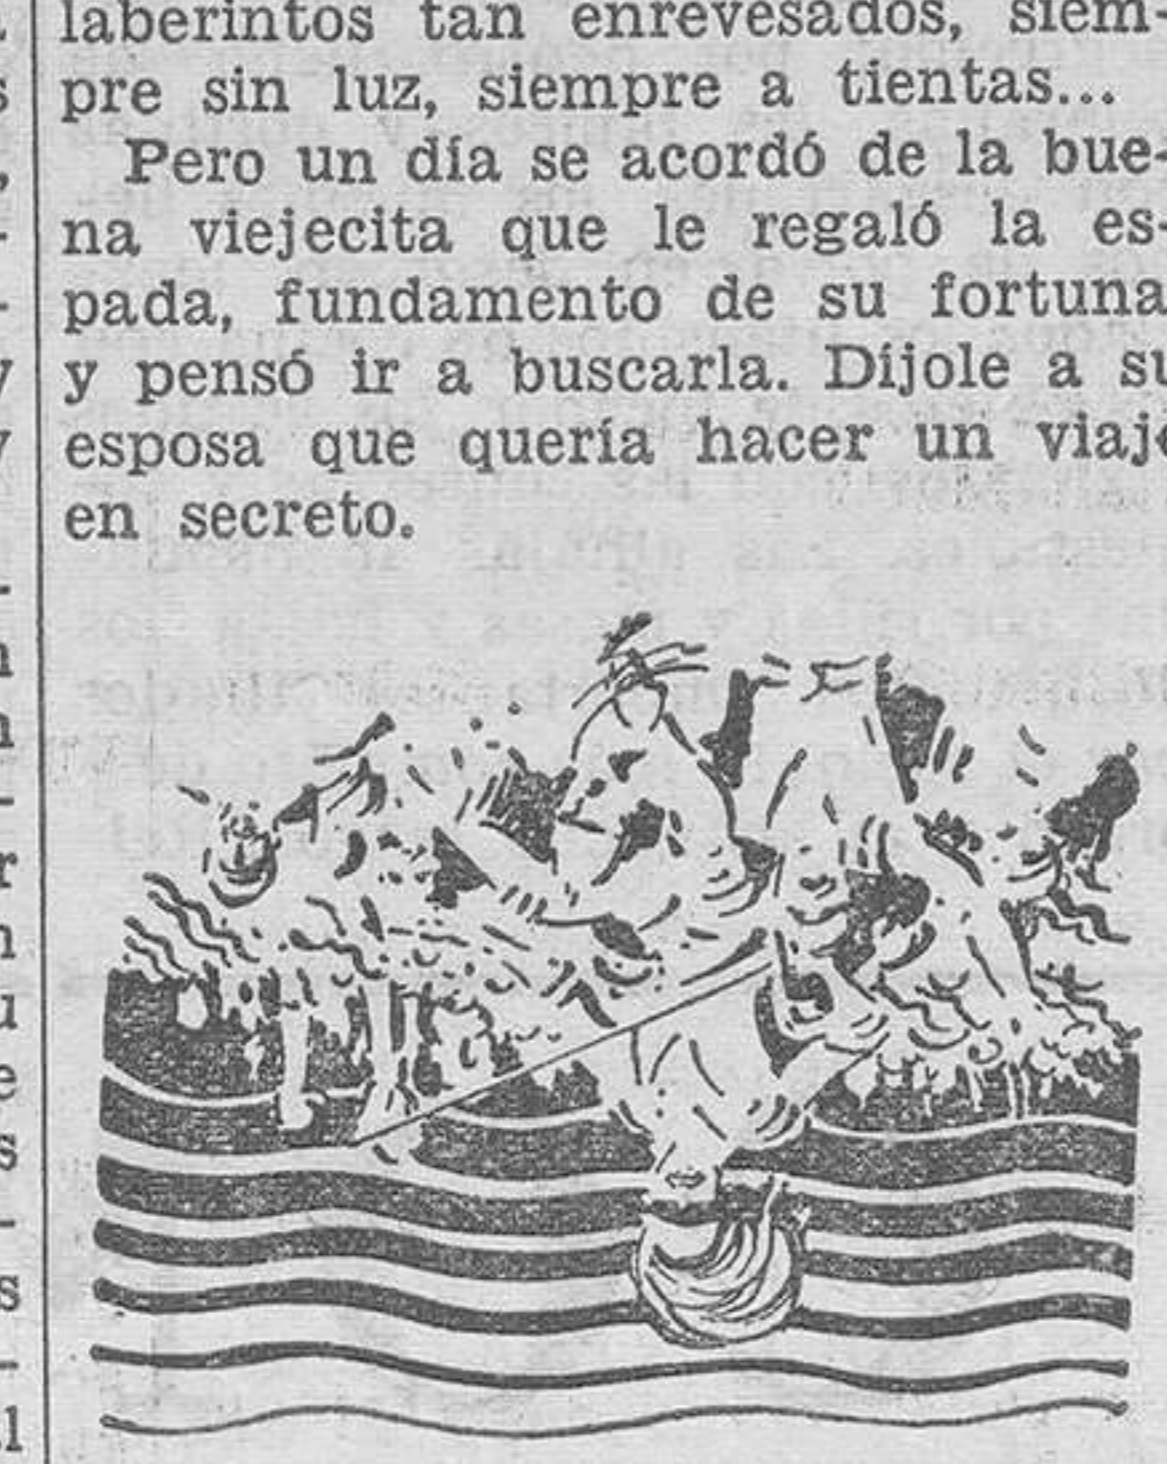 laberintos tan enrevesados, siem-
pre sin luz, siempre a tientas...
Pero un día se acordó de la bue-
na viejecita que le regaló la es-
pada, fundamento de su fortuna
y pensó ir a buscarla. Díjole a su
esposa que quería hacer un viaje
en secreto.